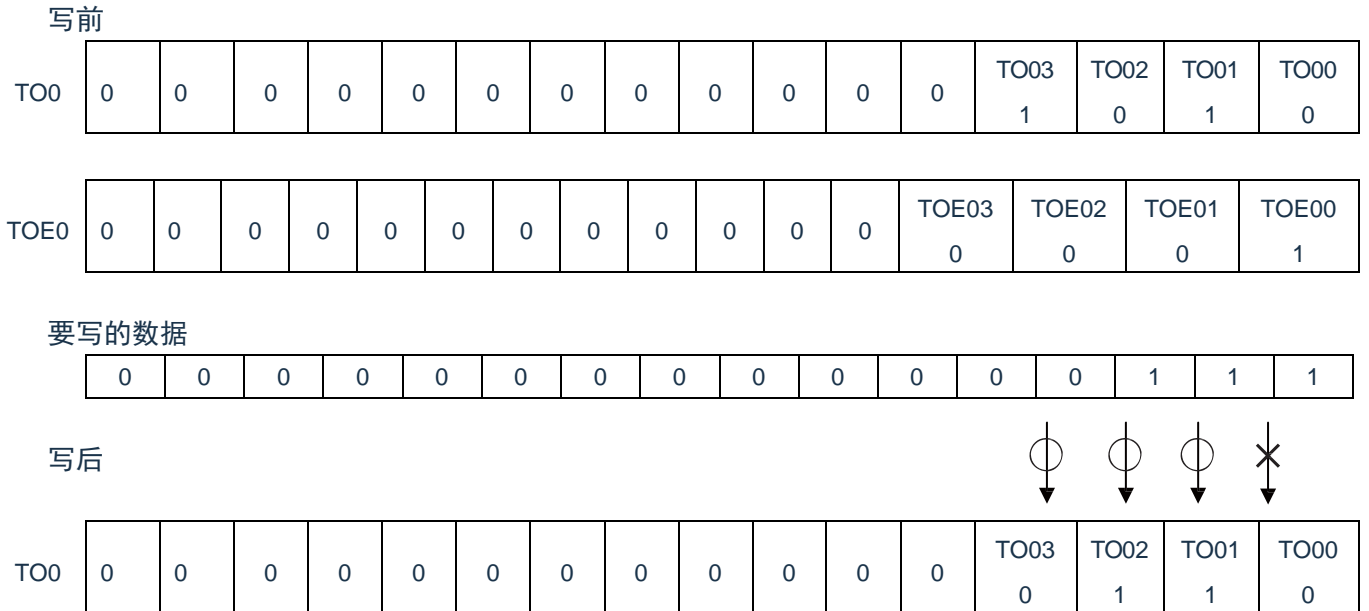 写前
TO03 TO02 TO01 TO00
TO0 0 0 0 0 0 0 0 0 0 0 0 0
1 0 1 0
TOE03 TOE02 TOE01 TOE00
TOE0 0 0 0 0 0 0 0 0 0 0 0 0
0 0 0 1
要写的数据
0 0 0 0 0 0 0 0 0 0 0 0 0 1 1 1
写后
TO03 TO02 TO01 TO00
TO0 0 0 0 0 0 0 0 0 0 0 0 0
0 1 1 0